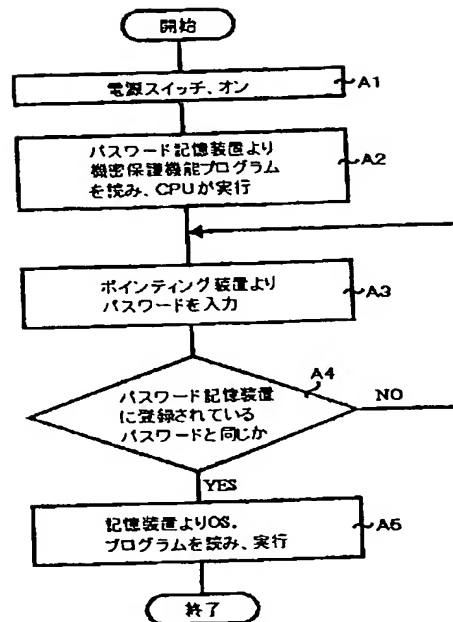 開始
電源スイッチ、オン
A1
パスワード記憶装置より
機密保護機能プログラム
を読み、CPUが実行
A2
ポインティング装置より
パスワードを入力
A3
A4
パスワード記憶装置
に登録されている
パスワードと同じか
NO
YES
記憶装置よりOS.
プログラムを読み、実行
A5
終了